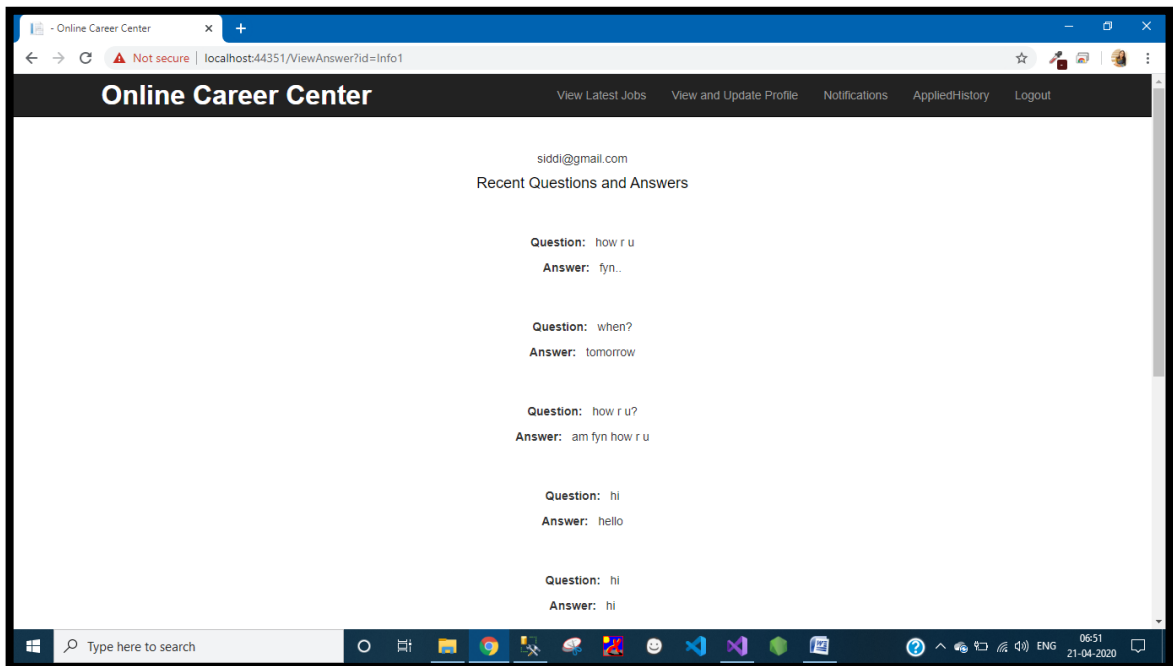 - Online Career Center
Not secure | localhost:44351/ViewAnswer?id=Info1
Online Career Center View Latest Jobs View and Update Profile Notifications AppliedHistory Logout
siddi@gmail.com
Recent Questions and Answers
Question: how r u
Answer: fyn..
Question: when?
Answer: tomorrow
Question: how r u?
Answer: am fyn how r u
Question: hi
Answer: hello
Question: hi
Answer: hi
Type here to search ENG 06:51
21-04-2020